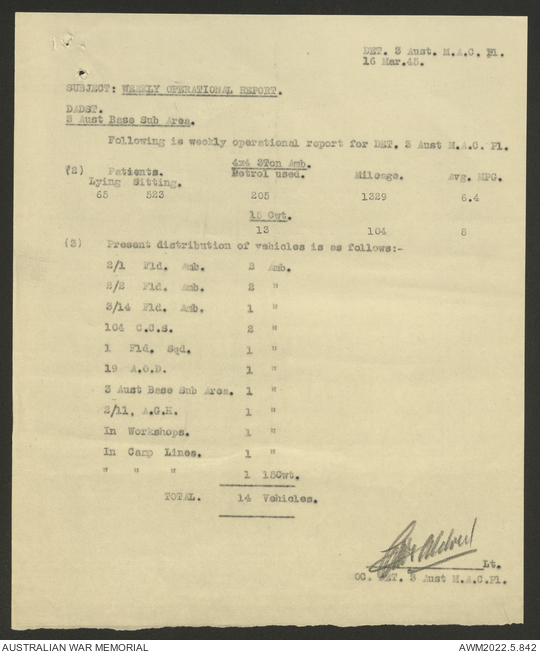 DET. 3 Aust. M.A.C. Pl.
16 Mar.45.
SUBJECT: WEEKLY OPERATIONAL REPORT.
DADST.
3 Aust Base Sub Area.
Following is weekly operational report for DET. 3 Aust M.A.C. Pl.
4x4 3Ton Amb.
(2) Patients. Petrol used. Mileage. Avg. MPG.
Lying Sitting.
65 523 205 1329 6.4
15 Cwt.
13 104 8
(3) Present distribution of vehicles is as follows:-
2/1 Fld. Amb. 2 Amb.
2/2 Fld. Amb. 2 "
3/14 Fld. Amb. 1 "
104 C.C.S. 2 "
1 Fld. Sqd. 1 "
19 A.O.D. 1 "
3 Aust Base Sub Area. 1 "
2/11, A.G.H. 1 "
In Workshops. 1 "
In Camp Lines. 1 "
" " " 1 15Cwt.
TOTAL. 14 Vehicles.
Lt.
OC. DET. 3 Aust M.A.C.Pl.
AUSTRALIAN WAR MEMORIAL
AWM2022.5.842